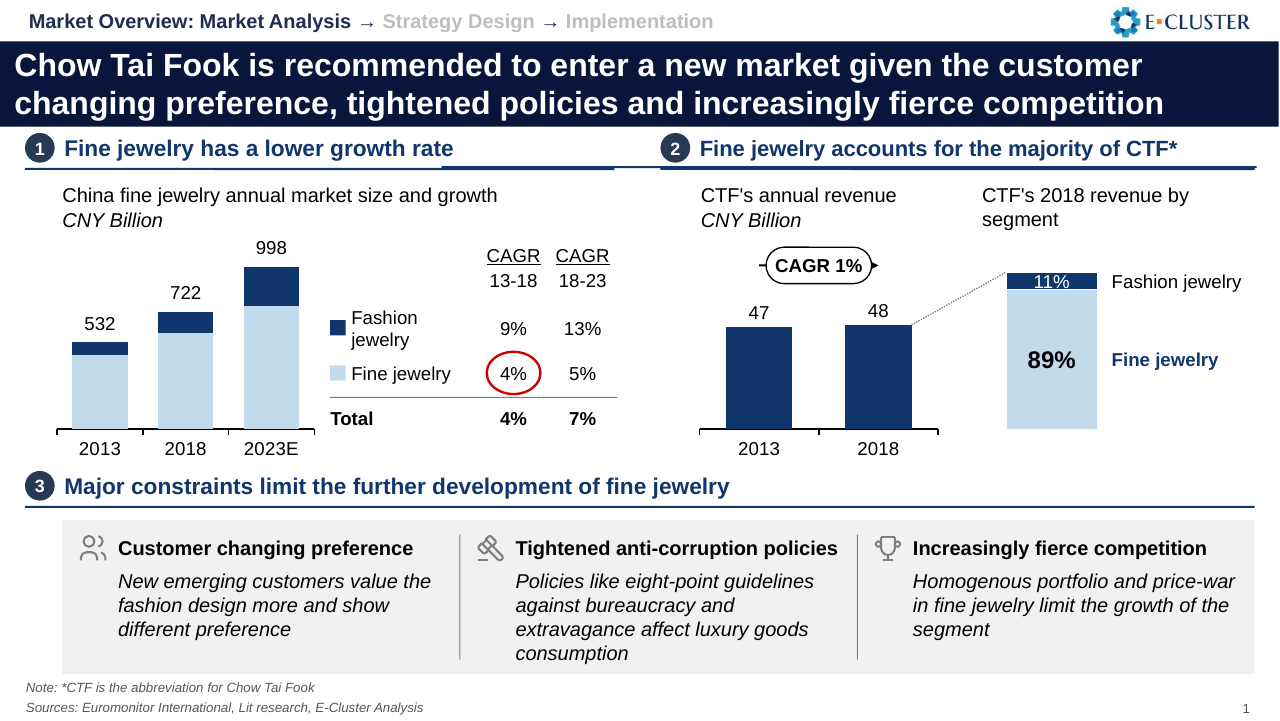 Market Overview: Market Analysis → Strategy Design → Implementation
E·CLUSTER
Chow Tai Fook is recommended to enter a new market given the customer
changing preference, tightened policies and increasingly fierce competition
1 Fine jewelry has a lower growth rate
China fine jewelry annual market size and growth
CNY Billion
532
722
998
2013 2018 2023E
CAGR CAGR
13-18 18-23
Fashion
jewelry 9% 13%
Fine jewelry 4% 5%
Total 4% 7%
2 Fine jewelry accounts for the majority of CTF*
CTF's annual revenue
CNY Billion
CAGR 1%
47 48
2013 2018
CTF's 2018 revenue by
segment
11% Fashion jewelry
89% Fine jewelry
3 Major constraints limit the further development of fine jewelry
Customer changing preference
New emerging customers value the
fashion design more and show
different preference
Tightened anti-corruption policies
Policies like eight-point guidelines
against bureaucracy and
extravagance affect luxury goods
consumption
Increasingly fierce competition
Homogenous portfolio and price-war
in fine jewelry limit the growth of the
segment
Note: *CTF is the abbreviation for Chow Tai Fook
Sources: Euromonitor International, Lit research, E-Cluster Analysis
1